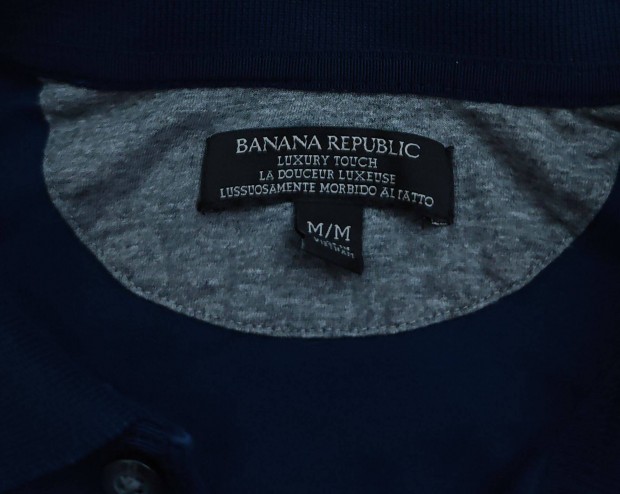 BANANA REPUBLIC
LUXURY TOUCH
LA DOUCEUR LUXEUSE
LUSSUOSAMENTE MORBIDO AL TATTO
M/M